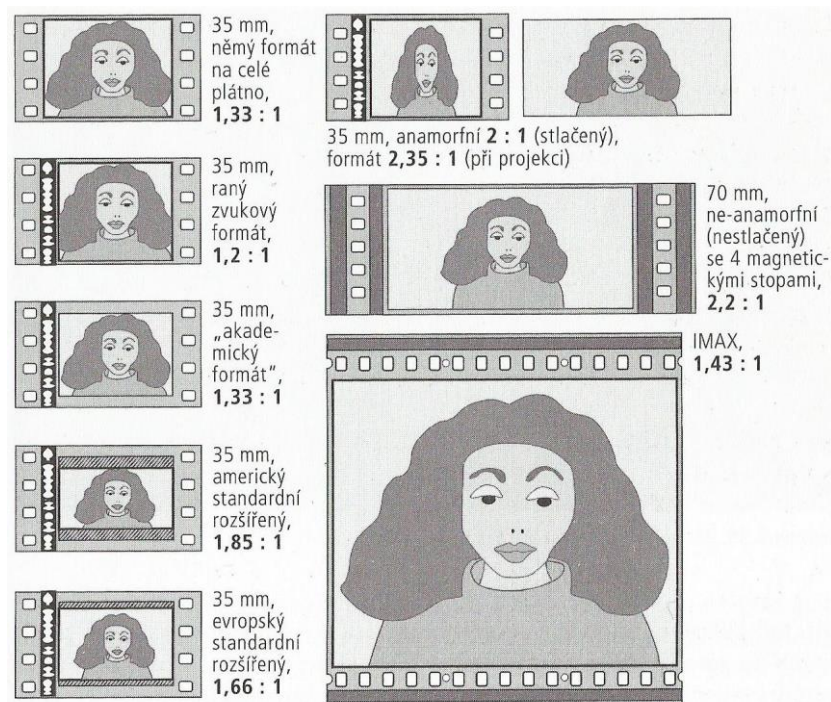 35 mm,
němý formát
na celé
plátno,
1,33 : 1
35 mm,
raný
zvukový
formát,
1,2 : 1
35 mm,
„akade-
mický
formát“,
1,33 : 1
35 mm,
americký
standardní
rozšířený,
1,85 : 1
35 mm,
evropský
standardní
rozšířený,
1,66 : 1
35 mm, anamorfní 2 : 1 (stlačený),
formát 2,35 : 1 (při projekci)
70 mm,
ne-anamorfní
(nestlačený)
se 4 magnetic-
kými stopami,
2,2 : 1
IMAX,
1,43 : 1